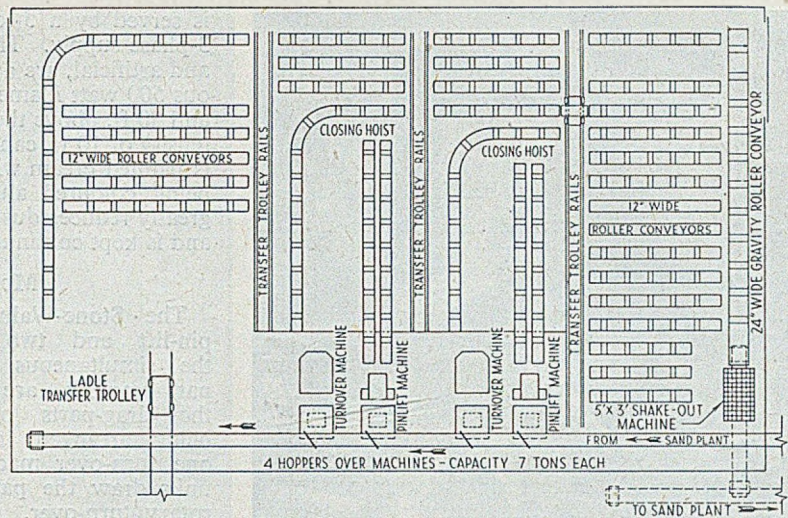 12" WIDE ROLLER CONVEYORS
TRANSFER TROLLEY RAILS
CLOSING HOIST
TRANSFER TROLLEY RAILS
CLOSING HOIST
TRANSFER TROLLEY RAILS
12" WIDE
ROLLER CONVEYORS
24" WIDE GRAVITY ROLLER CONVEYOR
LADLE
TRANSFER TROLLEY
TURNOVER MACHINE
PINLIFT MACHINE
TURNOVER MACHINE
PINLIFT MACHINE
5'X 3' SHAKE-OUT
MACHINE
FROM SAND PLANT
4 HOPPERS OVER MACHINES - CAPACITY 7 TONS EACH
TO SAND PLANT